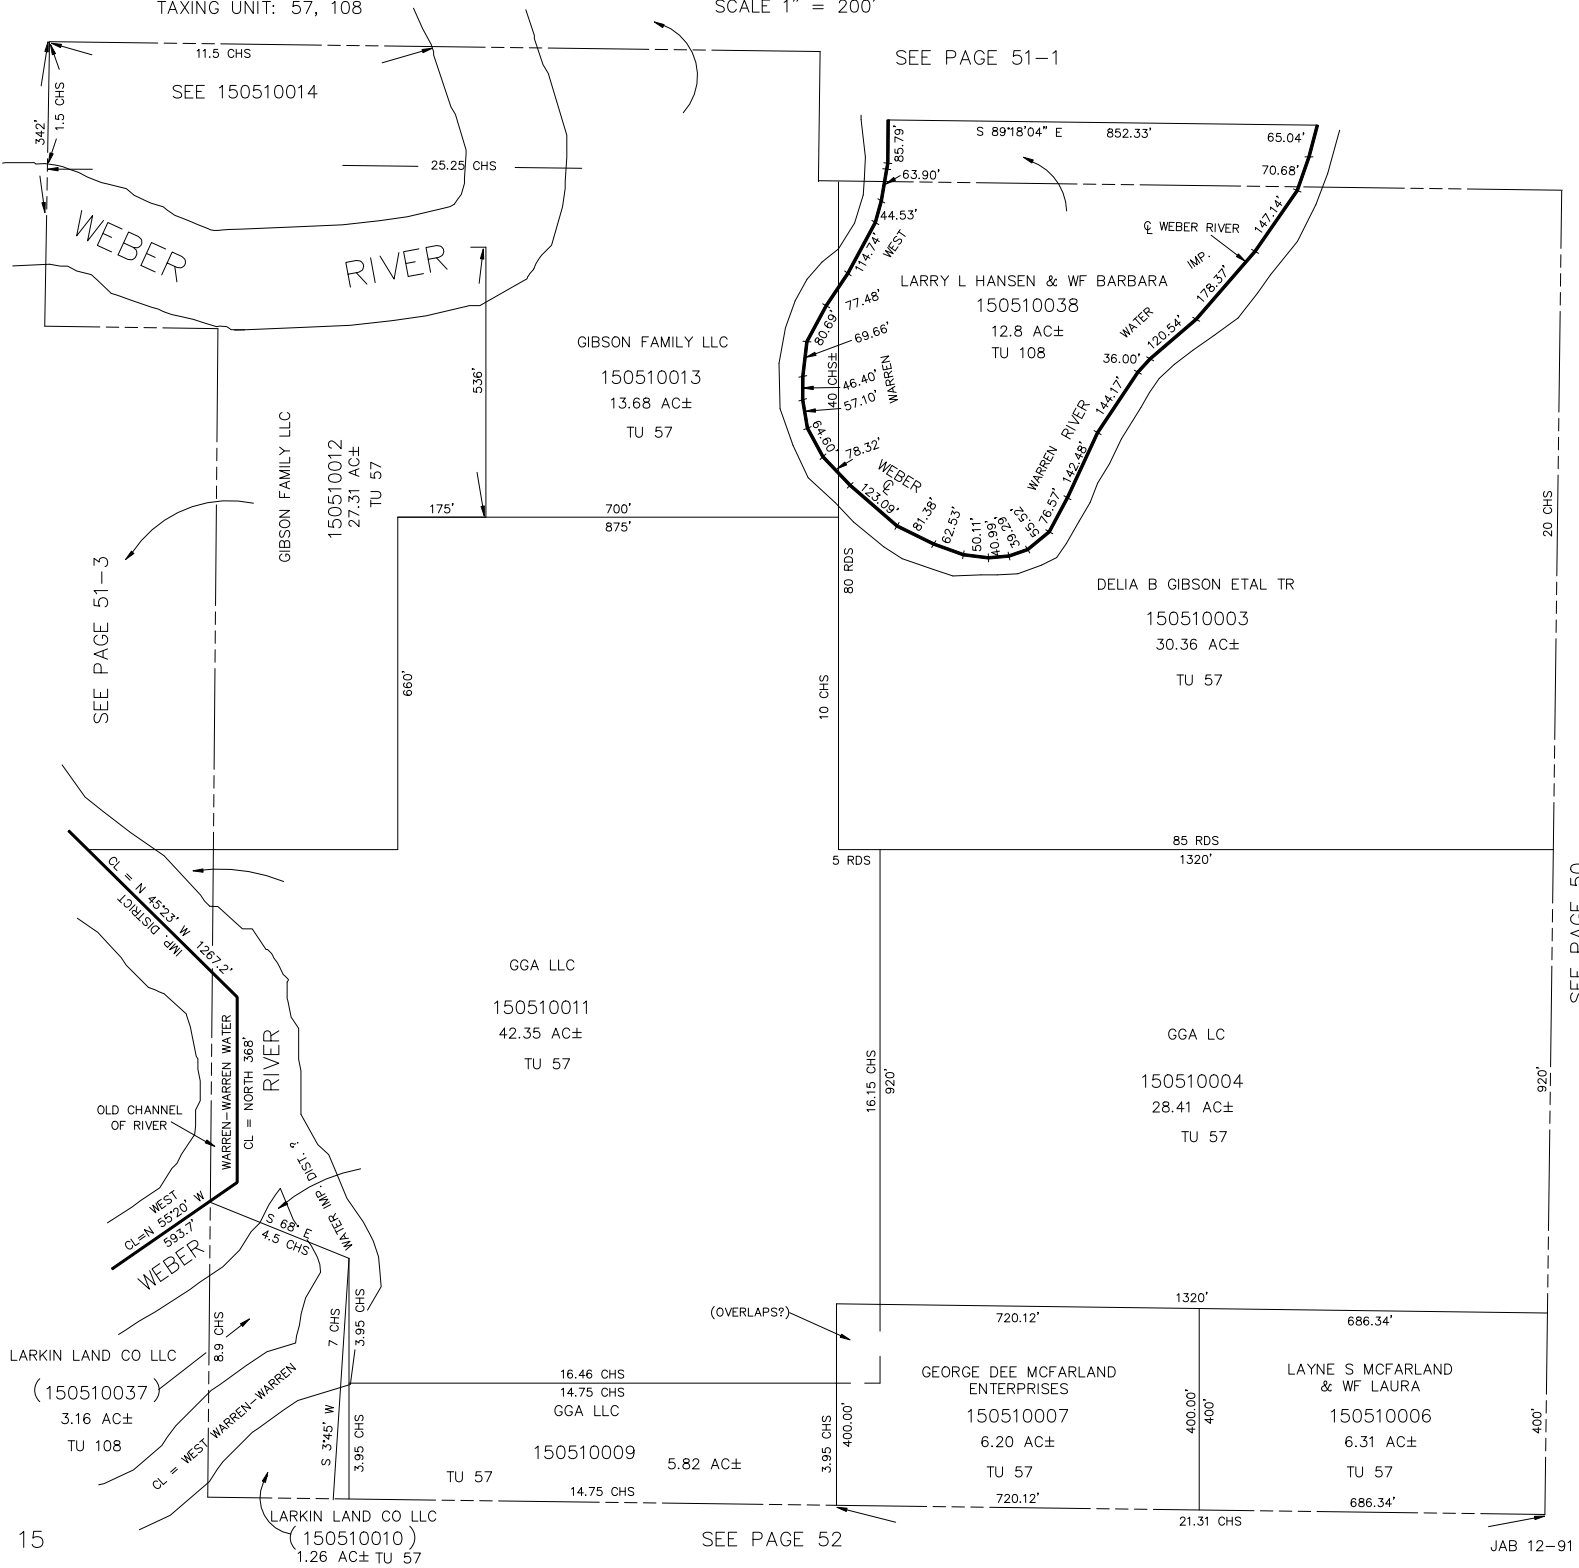 TAXING UNIT: 57, 108
SCALE 1" = 200'
SEE PAGE 51-1
11.5 CHS
SEE 150510014
1.5 CHS
342'
25.25 CHS
WEBER
RIVER
536'
GIBSON FAMILY LLC
150510013
13.68 AC±
TU 57
GIBSON FAMILY LLC
150510012
27.31 AC±
TU 57
SEE PAGE 51-3
175'
700'
875'
660'
S 89°18'04" E
852.33'
65.04'
70.68'
85.79'
63.90'
44.53'
114.74'
WEST
77.48'
80.69'
69.66'
40 CHS±
46.40'
57.10'
WARREN
64.60'
78.32'
WEBER
℄
123.09'
81.38'
62.53'
50.11'
40.99'
39.29'
55.52'
76.57'
142.48'
WARREN RIVER
144.17'
36.00'
120.54'
WATER
178.37'
IMP.
147.14'
℄ WEBER RIVER
LARRY L HANSEN & WF BARBARA
150510038
12.8 AC±
TU 108
20 CHS
80 RDS
10 CHS
DELIA B GIBSON ETAL TR
150510003
30.36 AC±
TU 57
85 RDS
5 RDS
1320'
SEE PAGE 50
CL = N 45°23' W 1267.2'
IMP. DISTRICT
WARREN-WARREN WATER
CL = NORTH 368'
RIVER
OLD CHANNEL
OF RIVER
WEST
CL=N 55°20' W
593.7'
WEBER
WATER IMP. DIST. ?
S 68° E
4.5 CHS
GGA LLC
150510011
42.35 AC±
TU 57
16.15 CHS
920'
GGA LC
150510004
28.41 AC±
TU 57
920'
8.9 CHS
7 CHS
3.95 CHS
S 3°45' W
3.95 CHS
LARKIN LAND CO LLC
(150510037)
3.16 AC±
TU 108
CL = WEST WARREN-WARREN
(OVERLAPS?)
16.46 CHS
14.75 CHS
GGA LLC
150510009
5.82 AC±
TU 57
14.75 CHS
3.95 CHS
400.00'
1320'
720.12'
686.34'
GEORGE DEE MCFARLAND
ENTERPRISES
150510007
6.20 AC±
TU 57
720.12'
400.00'
400'
LAYNE S MCFARLAND
& WF LAURA
150510006
6.31 AC±
TU 57
686.34'
400'
21.31 CHS
LARKIN LAND CO LLC
(150510010)
1.26 AC± TU 57
15
SEE PAGE 52
JAB 12-91